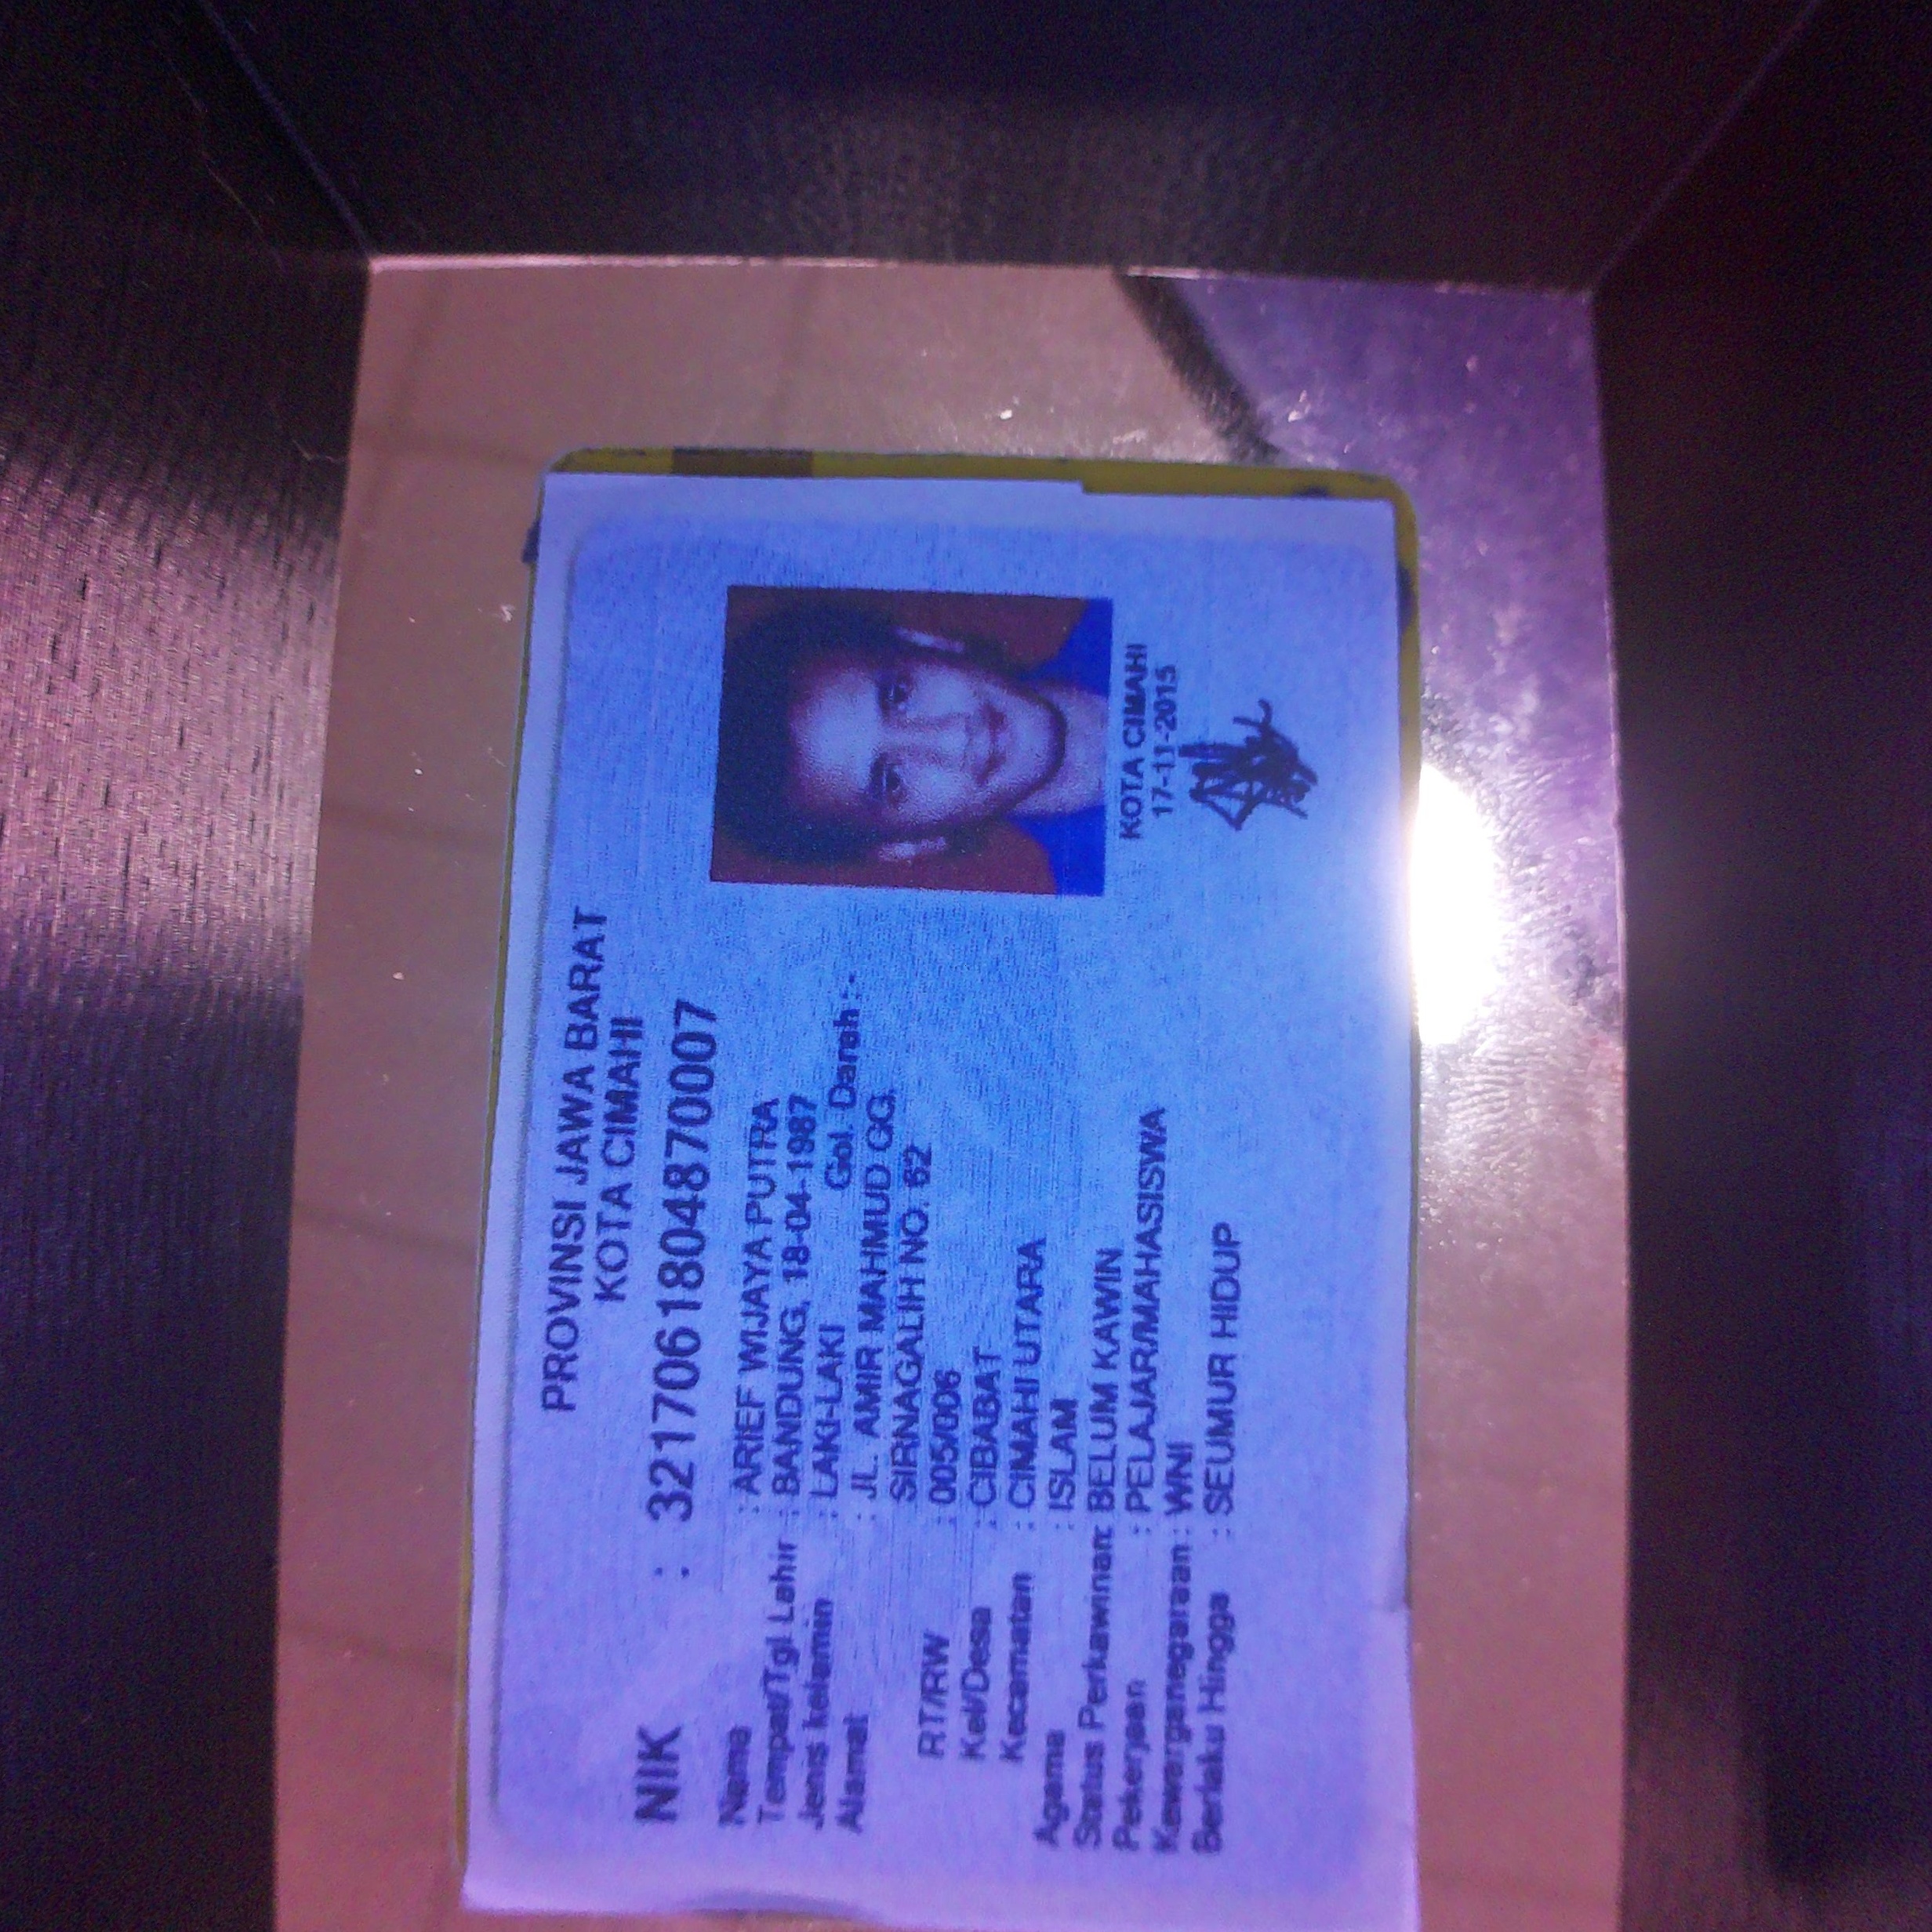 PROVINSI JAWA BARAT
KOTA CIMAHI
NIK : 3217061804870007
Nama : ARIEF WIJAYA PUTRA
Tempat/Tgl Lahir : BANDUNG, 18-04-1987
Jenis kelamin : LAKI-LAKI Gol. Darah : -
Alamat : JL. AMIR MAHMUD GG.
SIRNAGALIH NO. 62
RT/RW : 005/006
Kel/Desa : CIBABAT
Kecamatan : CIMAHI UTARA
Agama : ISLAM
Status Perkawinan: BELUM KAWIN
Pekerjaan : PELAJAR/MAHASISWA
Kewarganegaraan : WNI
Berlaku Hingga : SEUMUR HIDUP
KOTA CIMAHI
17-11-2015